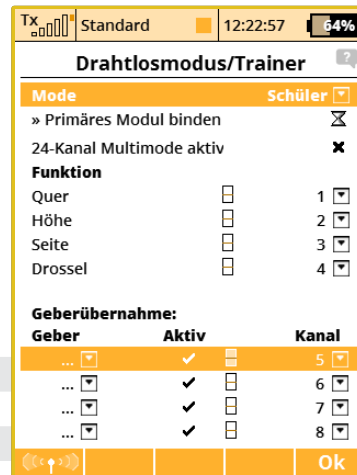 Tx Standard 12:22:57 64%
Drahtlosmodus/Trainer ?
Mode Schüler
» Primäres Modul binden
24-Kanal Multimode aktiv
Funktion
Quer 1
Höhe 2
Seite 3
Drossel 4
Geberübernahme:
Geber Aktiv Kanal
... 5
... 6
... 7
... 8
Ok